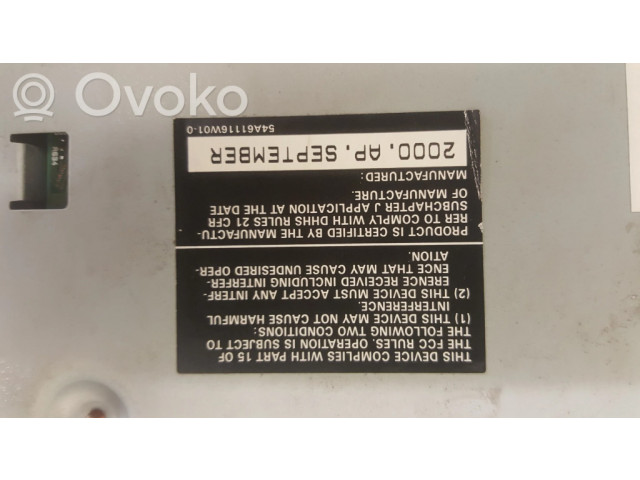 Ovoko
THIS DEVICE COMPLIES WITH PART 15 OF
THE FCC RULES. OPERATION IS SUBJECT TO
THE FOLLOWING TWO CONDITIONS:
(1) THIS DEVICE MAY NOT CAUSE HARMFUL
INTERFERENCE.
(2) THIS DEVICE MUST ACCEPT ANY INTERF-
ERENCE RECEIVED INCLUDING INTERFER-
ENCE THAT MAY CAUSE UNDESIRED OPER-
ATION.
PRODUCT IS CERTIFIED BY THE MANUFACTU-
RER TO COMPLY WITH DHHS RULES 21 CFR
SUBCHAPTER J APPLICATION AT THE DATE
OF MANUFACTURE.
MANUFACTURED:
2000. AP. SEPTEMBER
54A61116W01-0